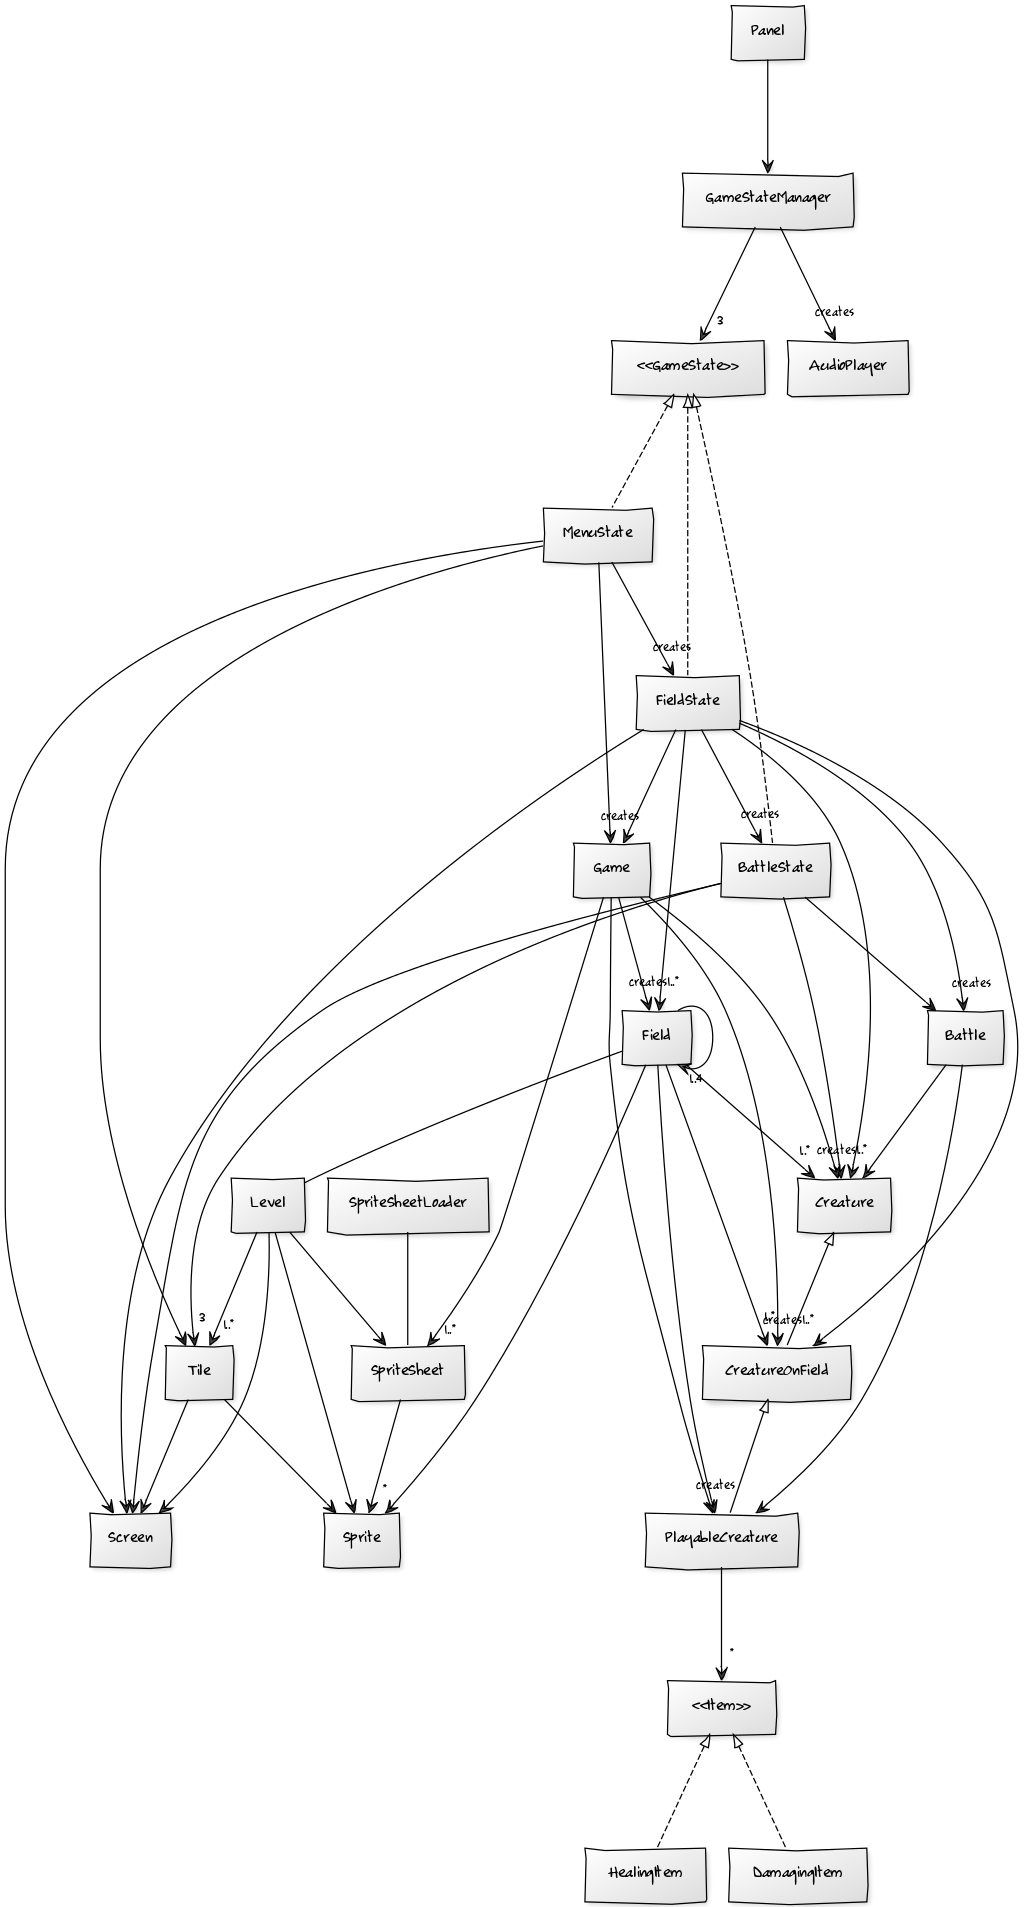 Panel
GameStateManager
3
creates
<<GameState>>
AudioPlayer
MenuState
creates
FieldState
creates
creates
Game
BattleState
creates1..*
creates
Field
Battle
1..4
1..*
creates1..*
Level
SpriteSheetLoader
Creature
3
1..*
1..*
creates1..*
Tile
SpriteSheet
CreatureOnField
*
creates
Screen
Sprite
PlayableCreature
*
<<Item>>
HealingItem
DamagingItem